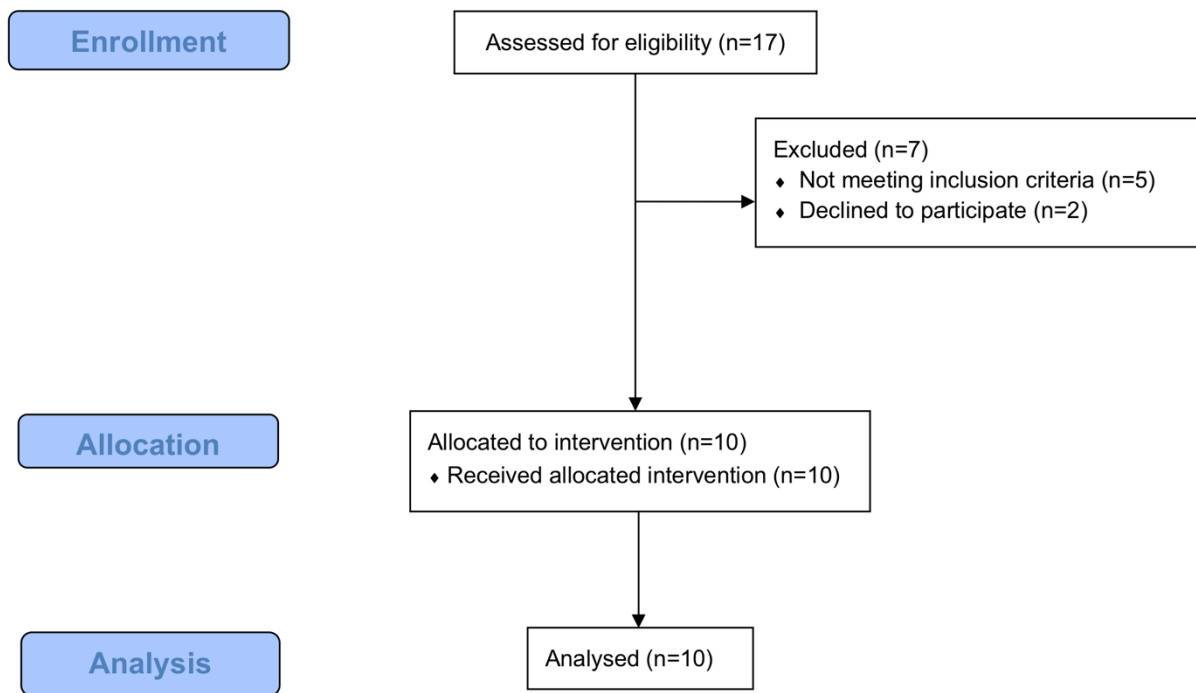 Enrollment
Assessed for eligibility (n=17)
Excluded (n=7)
♦ Not meeting inclusion criteria (n=5)
♦ Declined to participate (n=2)
Allocation
Allocated to intervention (n=10)
♦ Received allocated intervention (n=10)
Analysis
Analysed (n=10)